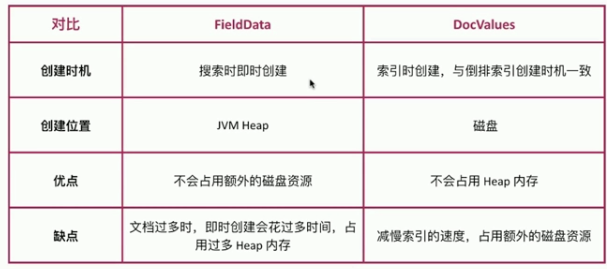 对比 FieldData DocValues
创建时机 搜索时即时创建 索引时创建，与倒排索引创建时机一致
创建位置 JVM Heap 磁盘
优点 不会占用额外的磁盘资源 不会占用 Heap 内存
缺点 文档过多时，即时创建会花过多时间，占
用过多 Heap 内存 减慢索引的速度，占用额外的磁盘资源